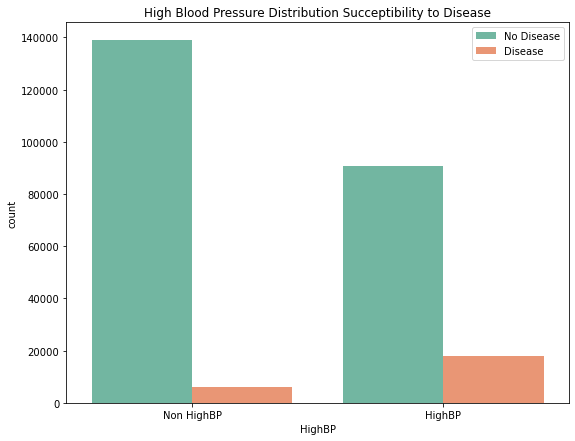 High Blood Pressure Distribution Succeptibility to Disease
No Disease
Disease
140000
120000
100000
80000
60000
40000
20000
0
count
Non HighBP
HighBP
HighBP